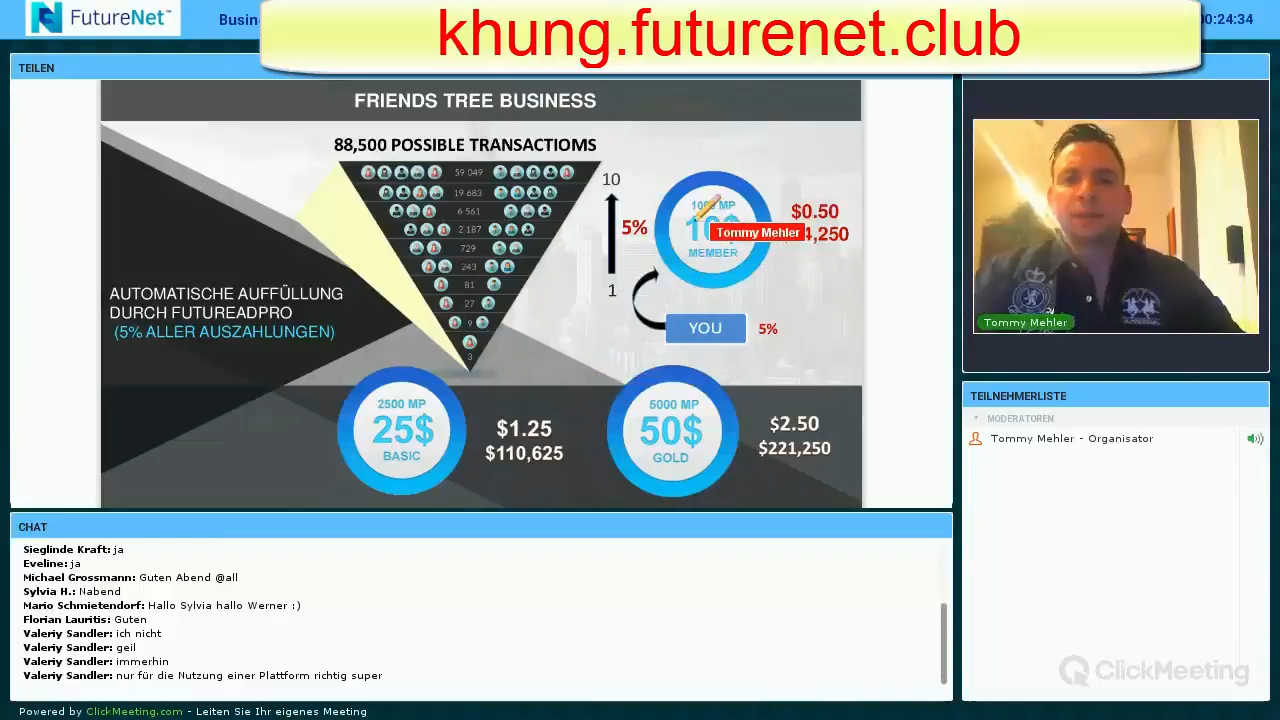 FutureNet™
khung.futurenet.club
00:24:34
TEILEN
FRIENDS TREE BUSINESS
88,500 POSSIBLE TRANSACTIOMS
59 049
19 683
6 561
2 187
729
243
81
27
9
3
10
5%
1
MP
MEMBER
$0.50
4,250
Tommy Mehler
YOU
5%
AUTOMATISCHE AUFFÜLLUNG
DURCH FUTUREADPRO
(5% ALLER AUSZAHLUNGEN)
2500 MP
25$
BASIC
$1.25
$110,625
5000 MP
50$
GOLD
$2.50
$221,250
Tommy Mehler
TEILNEHMERLISTE
MODERATOREN
Tommy Mehler - Organisator
CHAT
Sieglinde Kraft: ja
Eveline: ja
Michael Grossmann: Guten Abend @all
Sylvia H.: Nabend
Mario Schmietendorf: Hallo Sylvia hallo Werner :)
Florian Lauritis: Guten
Valeriy Sandler: ich nicht
Valeriy Sandler: geil
Valeriy Sandler: immerhin
Valeriy Sandler: nur für die Nutzung einer Plattform richtig super
ClickMeeting
Powered by ClickMeeting.com - Leiten Sie Ihr eigenes Meeting